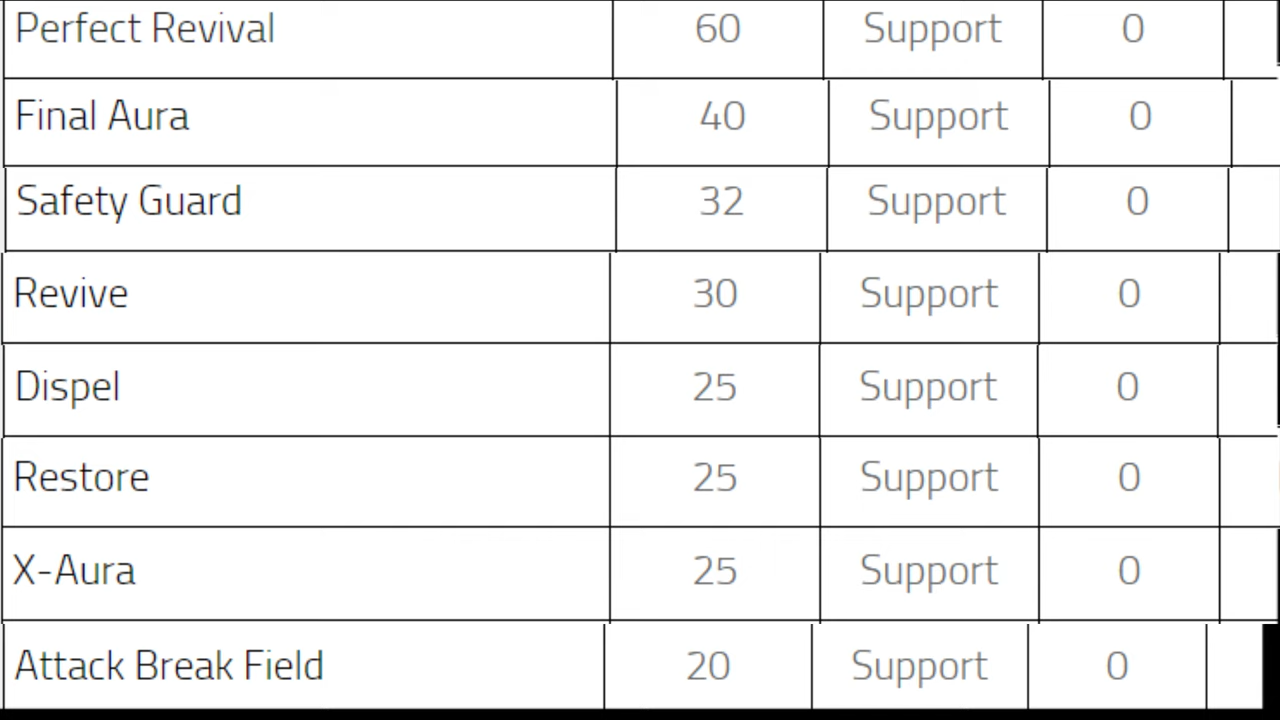 Perfect Revival 60 Support 0
Final Aura 40 Support 0
Safety Guard 32 Support 0
Revive 30 Support 0
Dispel 25 Support 0
Restore 25 Support 0
X-Aura 25 Support 0
Attack Break Field 20 Support 0